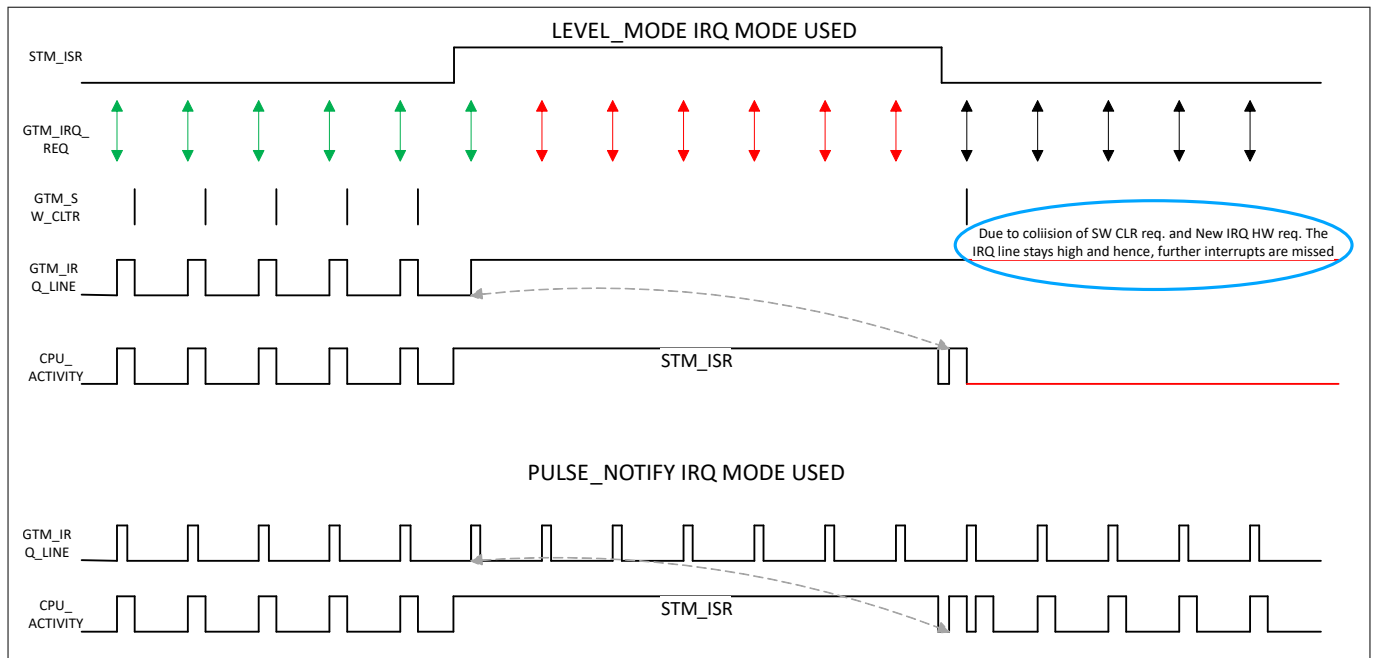 LEVEL_MODE IRQ MODE USED
STM_ISR
GTM_IRQ_
REQ
GTM_S
W_CLTR
Due to coliision of SW CLR req. and New IRQ HW req. The
IRQ line stays high and hence, further interrupts are missed
GTM_IR
Q_LINE
CPU_
ACTIVITY
STM_ISR
PULSE_NOTIFY IRQ MODE USED
GTM_IR
Q_LINE
CPU_
ACTIVITY
STM_ISR